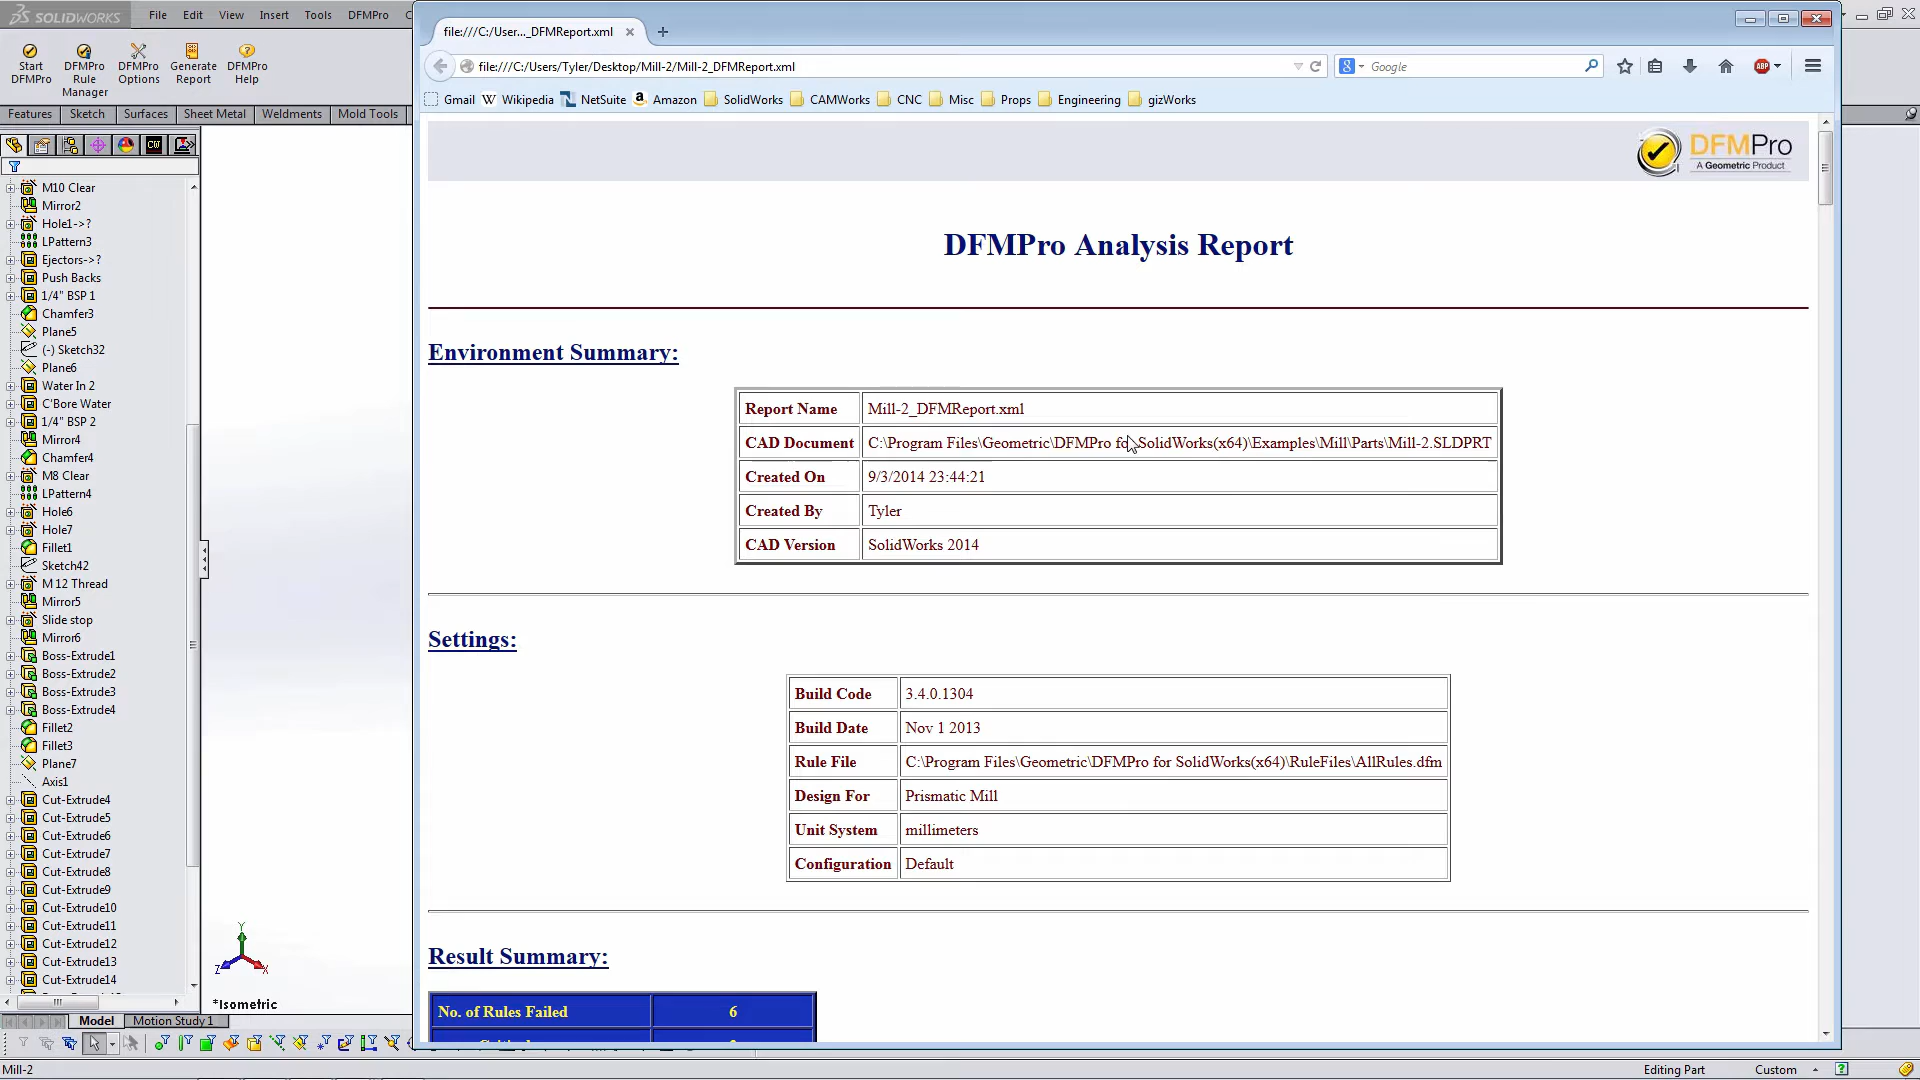 SOLIDWORKS File Edit View Insert Tools DFMPro
Start DFMPro
DFMPro Rule Manager
DFMPro Options
Generate Report
DFMPro Help
Features Sketch Surfaces Sheet Metal Weldments Mold Tools
M10 Clear
Mirror2
Hole1->?
LPattern3
Ejectors->?
Push Backs
1/4" BSP 1
Chamfer3
Plane5
(-) Sketch32
Plane6
Water In 2
C'Bore Water
1/4" BSP 2
Mirror4
Chamfer4
M8 Clear
LPattern4
Hole6
Hole7
Fillet1
Sketch42
M 12 Thread
Mirror5
Slide stop
Mirror6
Boss-Extrude1
Boss-Extrude2
Boss-Extrude3
Boss-Extrude4
Fillet2
Fillet3
Plane7
Axis1
Cut-Extrude4
Cut-Extrude5
Cut-Extrude6
Cut-Extrude7
Cut-Extrude8
Cut-Extrude9
Cut-Extrude10
Cut-Extrude11
Cut-Extrude12
Cut-Extrude13
Cut-Extrude14
Model Motion Study 1
Y
Z X
*Isometric
file:///C:/User..._DFMReport.xml
file:///C:/Users/Tyler/Desktop/Mill-2/Mill-2_DFMReport.xml
Google
ABP
Gmail Wikipedia NetSuite Amazon SolidWorks CAMWorks CNC Misc Props Engineering gizWorks
DFMPro
A Geometric Product
DFMPro Analysis Report
Environment Summary:
Report Name Mill-2_DFMReport.xml
CAD Document C:\Program Files\Geometric\DFMPro for SolidWorks(x64)\Examples\Mill\Parts\Mill-2.SLDPRT
Created On 9/3/2014 23:44:21
Created By Tyler
CAD Version SolidWorks 2014
Settings:
Build Code 3.4.0.1304
Build Date Nov 1 2013
Rule File C:\Program Files\Geometric\DFMPro for SolidWorks(x64)\RuleFiles\AllRules.dfm
Design For Prismatic Mill
Unit System millimeters
Configuration Default
Result Summary:
No. of Rules Failed 6
Mill-2
Editing Part Custom